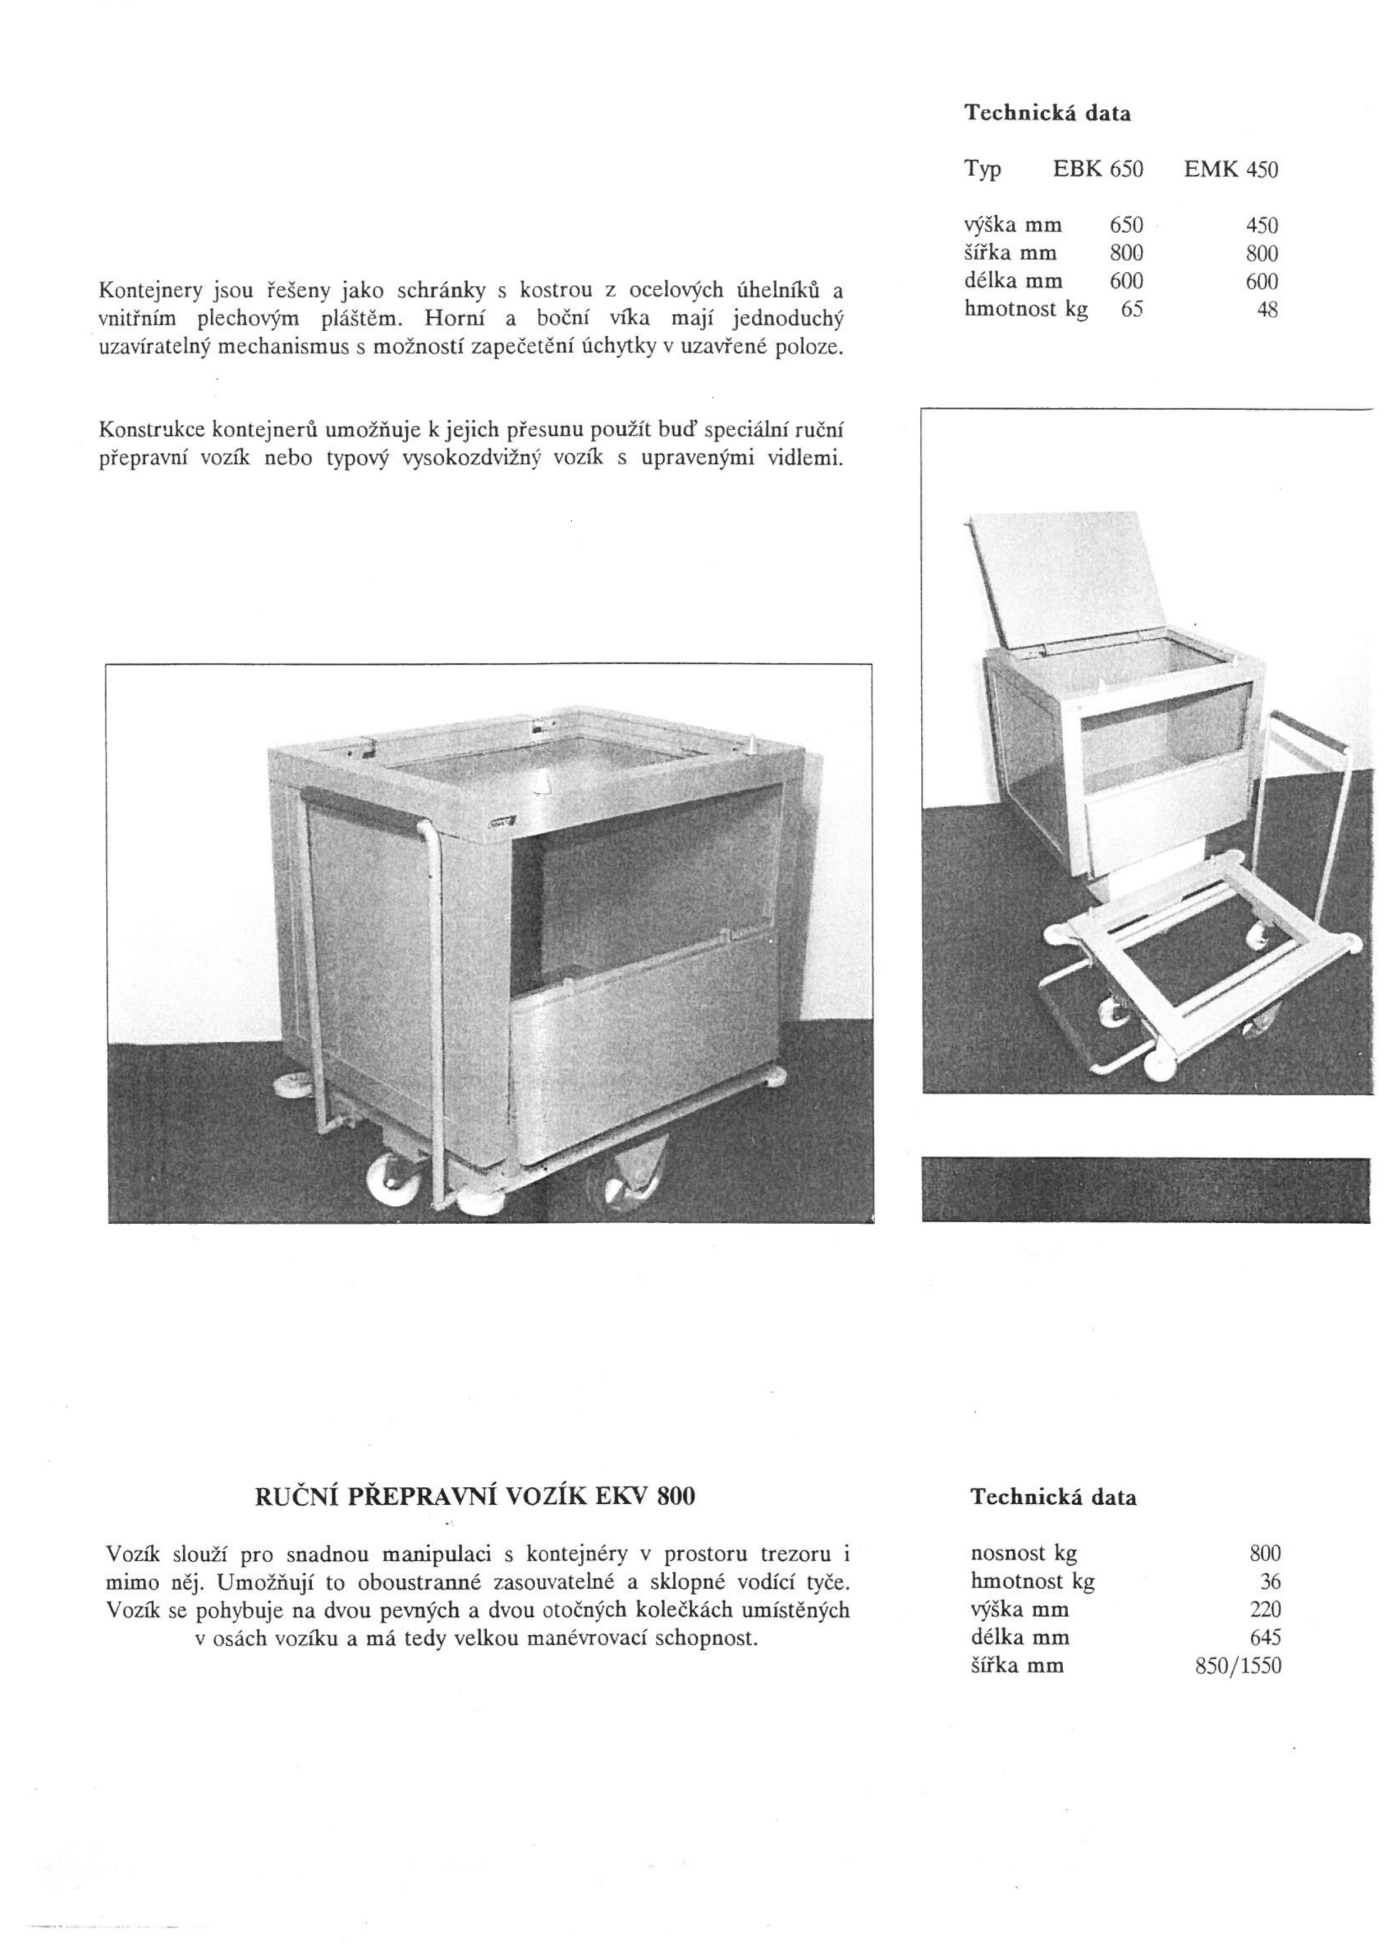 Technická data
Typ EBK 650 EMK 450
výška mm 650 450
šířka mm 800 800
délka mm 600 600
hmotnost kg 65 48
Kontejnery jsou řešeny jako schránky s kostrou z ocelových úhelníků a
vnitřním plechovým pláštěm. Horní a boční víka mají jednoduchý
uzavíratelný mechanismus s možností zapečetění úchytky v uzavřené poloze.
Konstrukce kontejnerů umožňuje k jejich přesunu použít buď speciální ruční
přepravní vozík nebo typový vysokozdvižný vozík s upravenými vidlemi.
RUČNÍ PŘEPRAVNÍ VOZÍK EKV 800
Vozík slouží pro snadnou manipulaci s kontejnéry v prostoru trezoru i
mimo něj. Umožňují to oboustranné zasouvatelné a sklopné vodící tyče.
Vozík se pohybuje na dvou pevných a dvou otočných kolečkách umístěných
v osách vozíku a má tedy velkou manévrovací schopnost.
Technická data
nosnost kg 800
hmotnost kg 36
výška mm 220
délka mm 645
šířka mm 850/1550